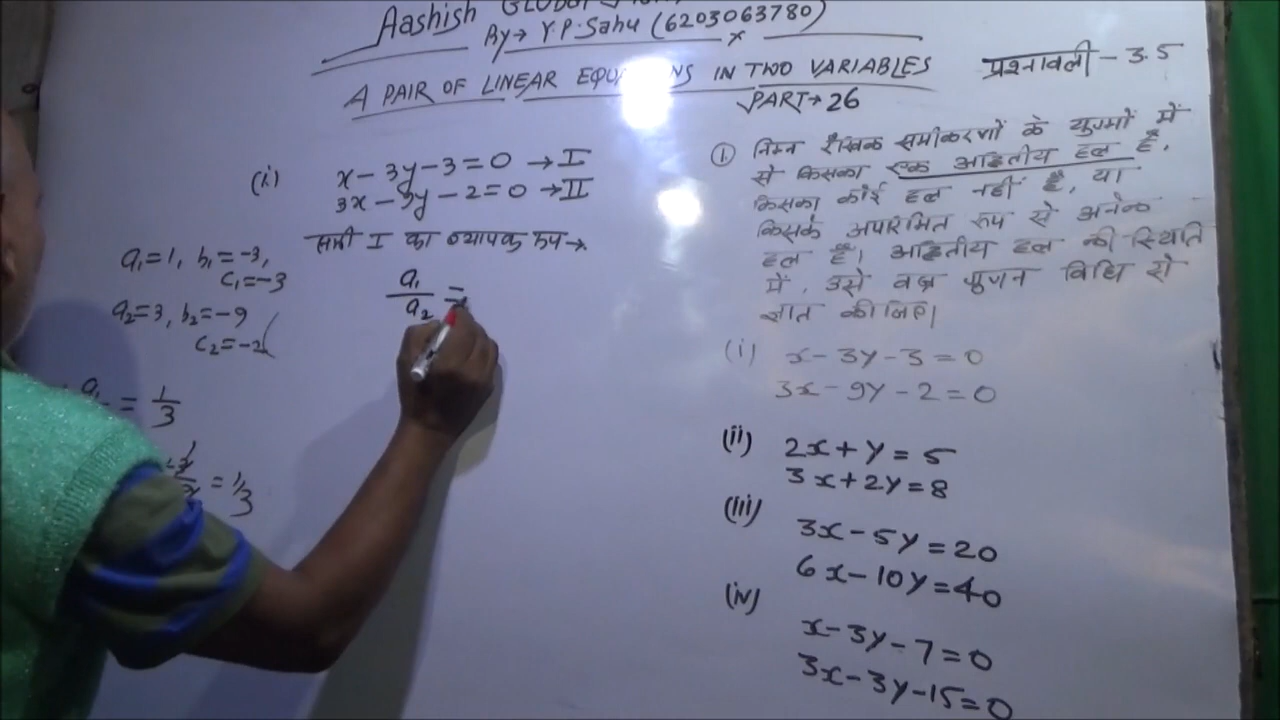 Aashish GLOBAL
By→ Y.P. Sahu (6203063780)
A PAIR OF LINEAR EQUATIONS IN TWO VARIABLES
PART→26
प्रश्नावली - 3.5
(i) x - 3y - 3 = 0 → I
3x - 9y - 2 = 0 → II
समी I का व्यापक रुप→
a₁=1, b₁=-3,
c₁=-3
a₂=3, b₂=-9
c₂=-2
a₁/a₂ =
= 1/3
= 1/3
① निम्न रैखिक समीकरणों के युग्मों में
से किसका एक अद्वितीय हल है,
किसका कोई हल नहीं है, या
किसके अपरिमित रुप से अनेक
हल हैं। अद्वितीय हल की स्थिति
में, उसे वज्र गुणन विधि से
ज्ञात कीजिए।
(i) x - 3y - 3 = 0
3x - 9y - 2 = 0
(ii) 2x + y = 5
3x + 2y = 8
(iii) 3x - 5y = 20
6x - 10y = 40
(iv) x - 3y - 7 = 0
3x - 3y - 15 = 0